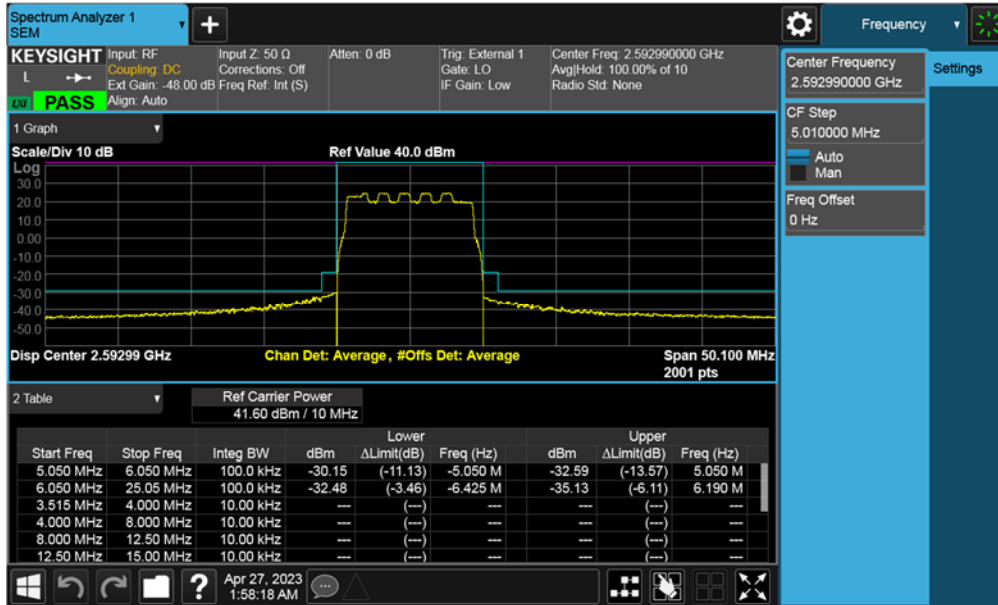 Spectrum Analyzer 1
SEM
+
Frequency
KEYSIGHT
L
LXI PASS
Input: RF
Coupling: DC
Ext Gain: -48.00 dB
Align: Auto
Input Z: 50 Ω
Corrections: Off
Freq Ref: Int (S)
Atten: 0 dB
Trig: External 1
Gate: LO
IF Gain: Low
Center Freq: 2.592990000 GHz
Avg|Hold: 100.00% of 10
Radio Std: None
Center Frequency
2.592990000 GHz
Settings
CF Step
5.010000 MHz
Auto
Man
Freq Offset
0 Hz
1 Graph
Scale/Div 10 dB
Ref Value 40.0 dBm
Log
30.0
20.0
10.0
0.00
-10.0
-20.0
-30.0
-40.0
-50.0
Disp Center 2.59299 GHz
Chan Det: Average, #Offs Det: Average
Span 50.100 MHz
2001 pts
2 Table
Ref Carrier Power
41.60 dBm / 10 MHz
Lower Upper
Start Freq Stop Freq Integ BW dBm ΔLimit(dB) Freq (Hz) dBm ΔLimit(dB) Freq (Hz)
5.050 MHz 6.050 MHz 100.0 kHz -30.15 (-11.13) -5.050 M -32.59 (-13.57) 5.050 M
6.050 MHz 25.05 MHz 100.0 kHz -32.48 (-3.46) -6.425 M -35.13 (-6.11) 6.190 M
3.515 MHz 4.000 MHz 10.00 kHz --- (---) --- --- (---) ---
4.000 MHz 8.000 MHz 10.00 kHz --- (---) --- --- (---) ---
8.000 MHz 12.50 MHz 10.00 kHz --- (---) --- --- (---) ---
12.50 MHz 15.00 MHz 10.00 kHz --- (---) --- --- (---) ---
?
Apr 27, 2023
1:58:18 AM